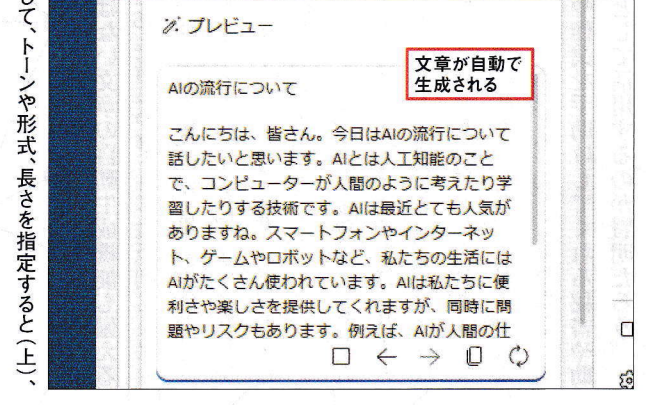 して、トーンや形式、長さを指定すると（上）、
プレビュー
文章が自動で
生成される
AIの流行について
こんにちは、皆さん。今日はAIの流行について
話したいと思います。AIとは人工知能のこと
で、コンピューターが人間のように考えたり学
習したりする技術です。AIは最近とても人気が
ありますね。スマートフォンやインターネッ
ト、ゲームやロボットなど、私たちの生活には
AIがたくさん使われています。AIは私たちに便
利さや楽しさを提供してくれますが、同時に問
題やリスクもあります。例えば、AIが人間の仕